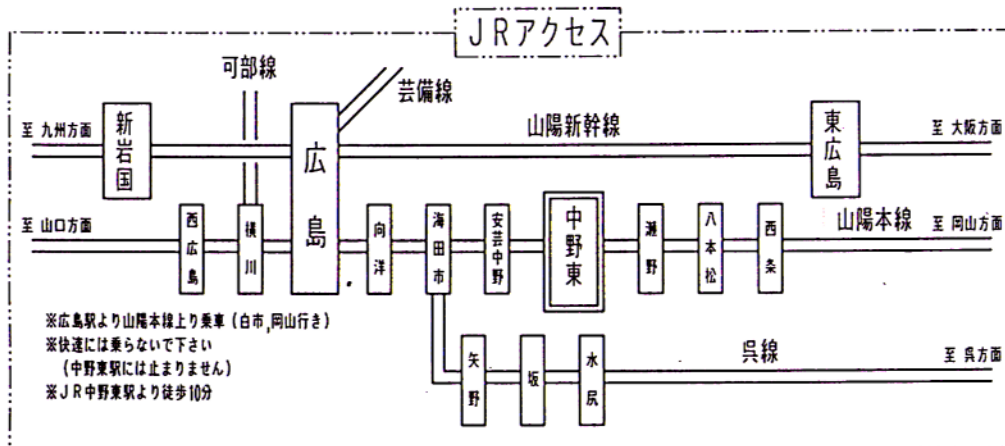 JRアクセス
可部線
芸備線
至 九州方面
新岩国
広島
山陽新幹線
東広島
至 大阪方面
至 山口方面
西広島
横川
向洋
海田市
安芸中野
中野東
瀬野
八本松
西条
山陽本線
至 岡山方面
※広島駅より山陽本線上り乗車(白市,岡山行き)
※快速には乗らないで下さい
(中野東駅には止まりません)
※JR中野東駅より徒歩10分
矢野
坂
水尻
呉線
至 呉方面